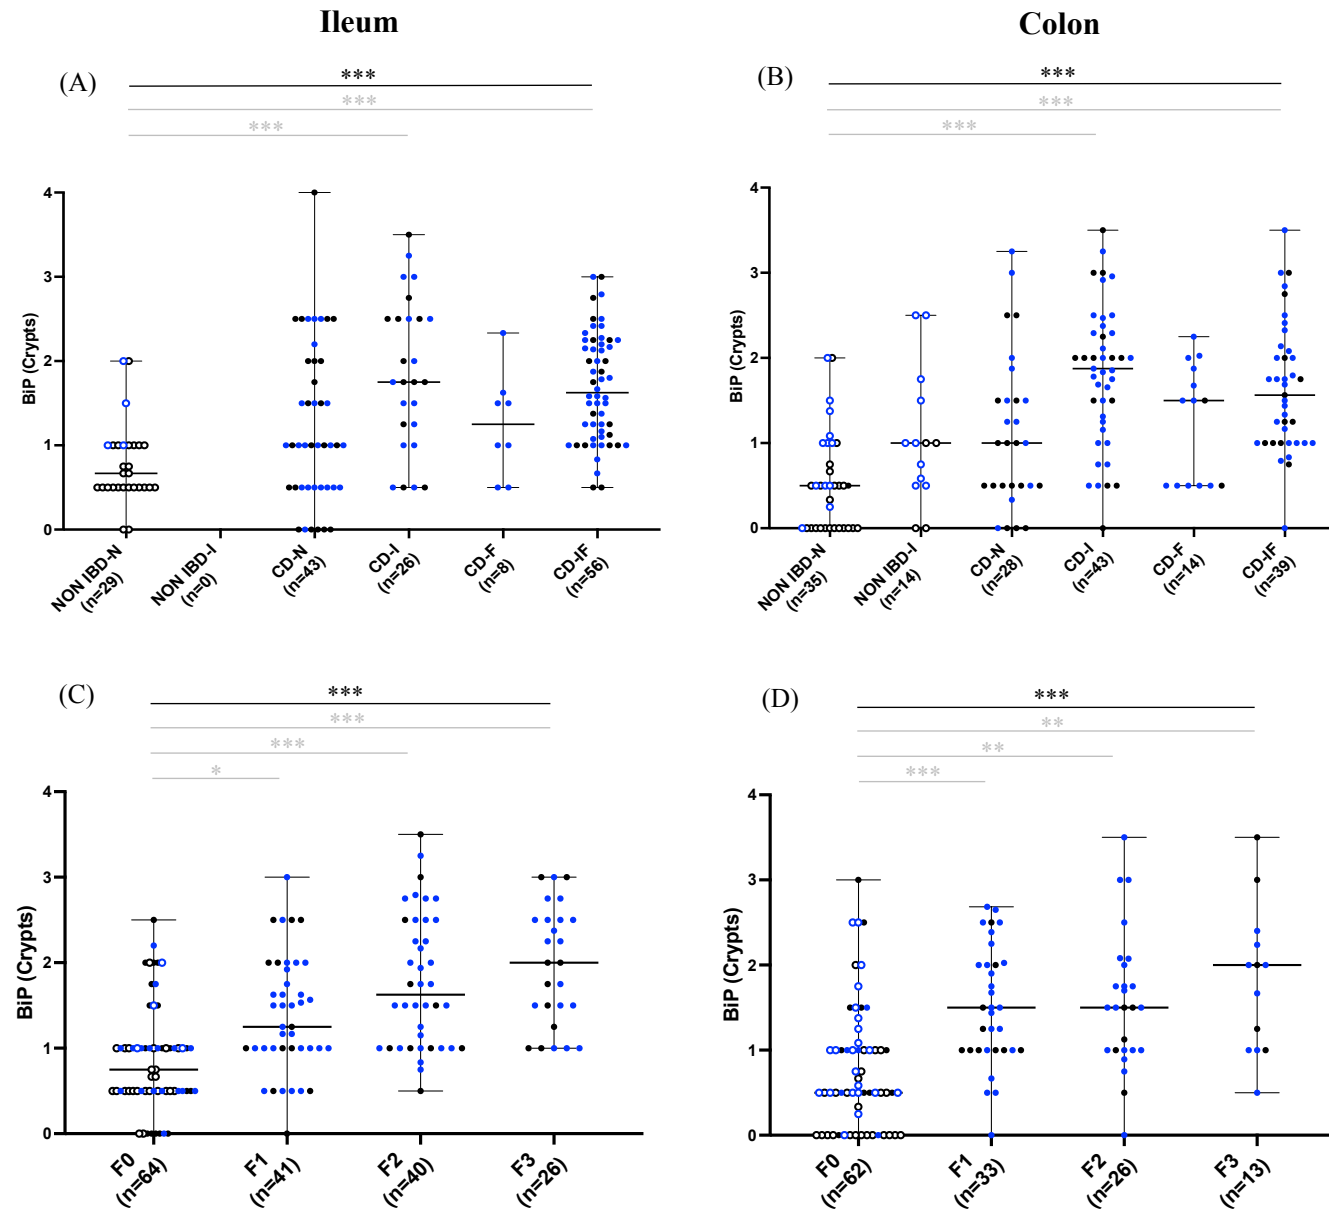 Ileum
Colon
(A)
***
***
***
BiP (Crypts)
4
3
2
1
0
NON IBD-N
(n=29)
NON IBD-I
(n=0)
CD-N
(n=43)
CD-I
(n=26)
CD-F
(n=8)
CD-IF
(n=56)
(B)
***
***
***
BiP (Crypts)
4
3
2
1
0
NON IBD-N
(n=35)
NON IBD-I
(n=14)
CD-N
(n=28)
CD-I
(n=43)
CD-F
(n=14)
CD-IF
(n=39)
(C)
***
***
***
*
BiP (Crypts)
4
3
2
1
0
F0
(n=64)
F1
(n=41)
F2
(n=40)
F3
(n=26)
(D)
***
**
**
***
BiP (Crypts)
4
3
2
1
0
F0
(n=62)
F1
(n=33)
F2
(n=26)
F3
(n=13)